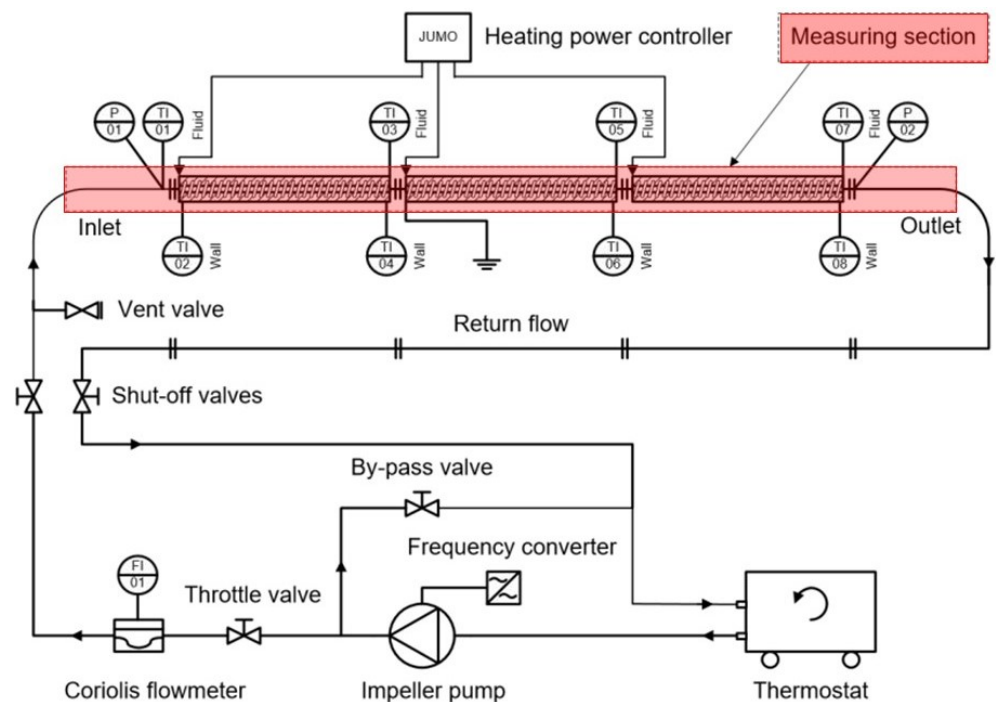 JUMO
Heating power controller
Measuring section
P
01
TI
01
Fluid
TI
03
Fluid
TI
05
Fluid
TI
07
Fluid
P
02
Inlet
Outlet
TI
02
Wall
TI
04
Wall
TI
06
Wall
TI
08
Wall
Vent valve
Return flow
Shut-off valves
By-pass valve
Frequency converter
FI
01
Throttle valve
Coriolis flowmeter
Impeller pump
Thermostat